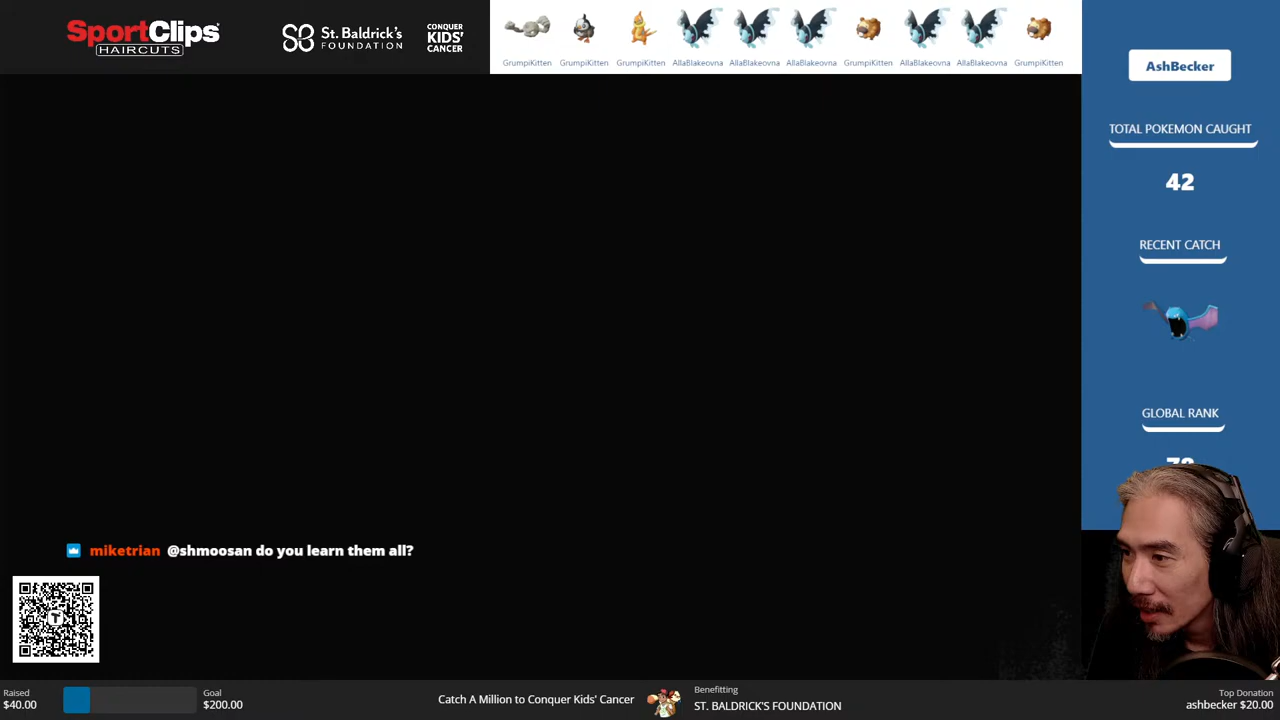 SportClips
HAIRCUTS
St. Baldrick's
FOUNDATION
CONQUER
KIDS'
CANCER
GrumpiKitten GrumpiKitten GrumpiKitten AllaBlakeovna AllaBlakeovna AllaBlakeovna GrumpiKitten AllaBlakeovna AllaBlakeovna GrumpiKitten
AshBecker
TOTAL POKEMON CAUGHT
42
RECENT CATCH
GLOBAL RANK
miketrian @shmoosan do you learn them all?
T
Raised
$40.00
Goal
$200.00
Catch A Million to Conquer Kids' Cancer
Benefitting
ST. BALDRICK'S FOUNDATION
Top Donation
ashbecker $20.00